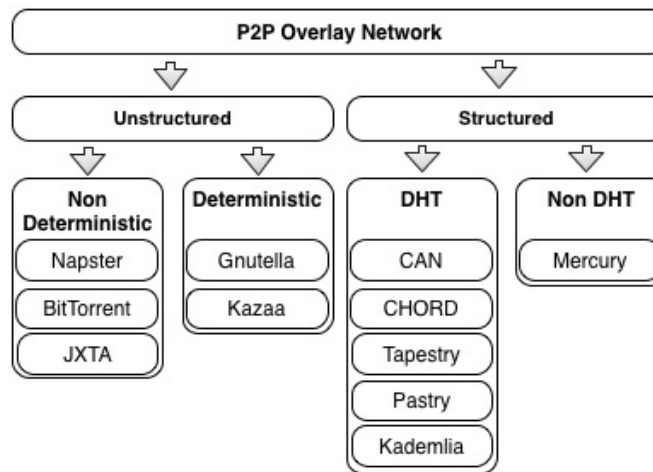 P2P Overlay Network
Unstructured
Structured
Non
Deterministic
Napster
BitTorrent
JXTA
Deterministic
Gnutella
Kazaa
DHT
CAN
CHORD
Tapestry
Pastry
Kademlia
Non DHT
Mercury